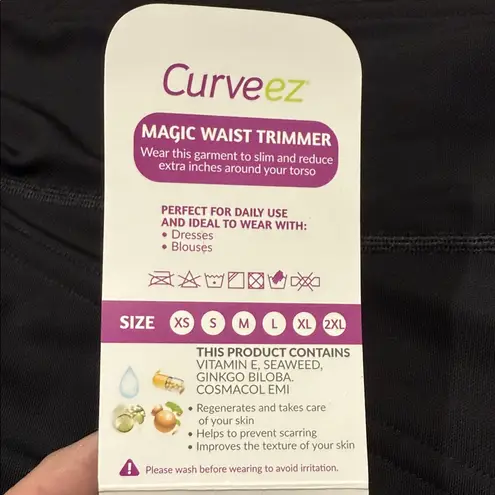 Curveez
MAGIC WAIST TRIMMER
Wear this garment to slim and reduce
extra inches around your torso
PERFECT FOR DAILY USE
AND IDEAL TO WEAR WITH:
• Dresses
• Blouses
SIZE XS S M L XL 2XL
THIS PRODUCT CONTAINS
VITAMIN E, SEAWEED,
GINKGO BILOBA.
COSMACOL EMI
• Regenerates and takes care
of your skin
• Helps to prevent scarring
• Improves the texture of your skin
Please wash before wearing to avoid irritation.